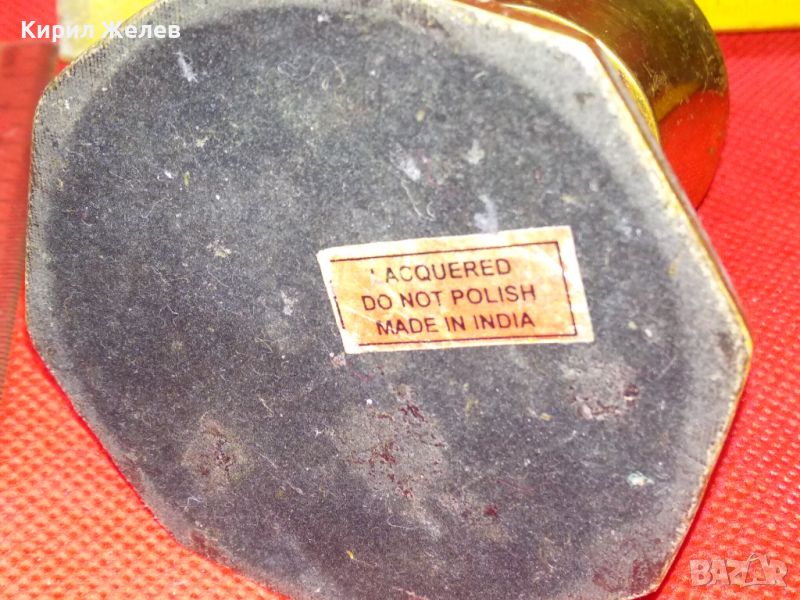 Кирил Желев
LACQUERED
DO NOT POLISH
MADE IN INDIA
BAZAR